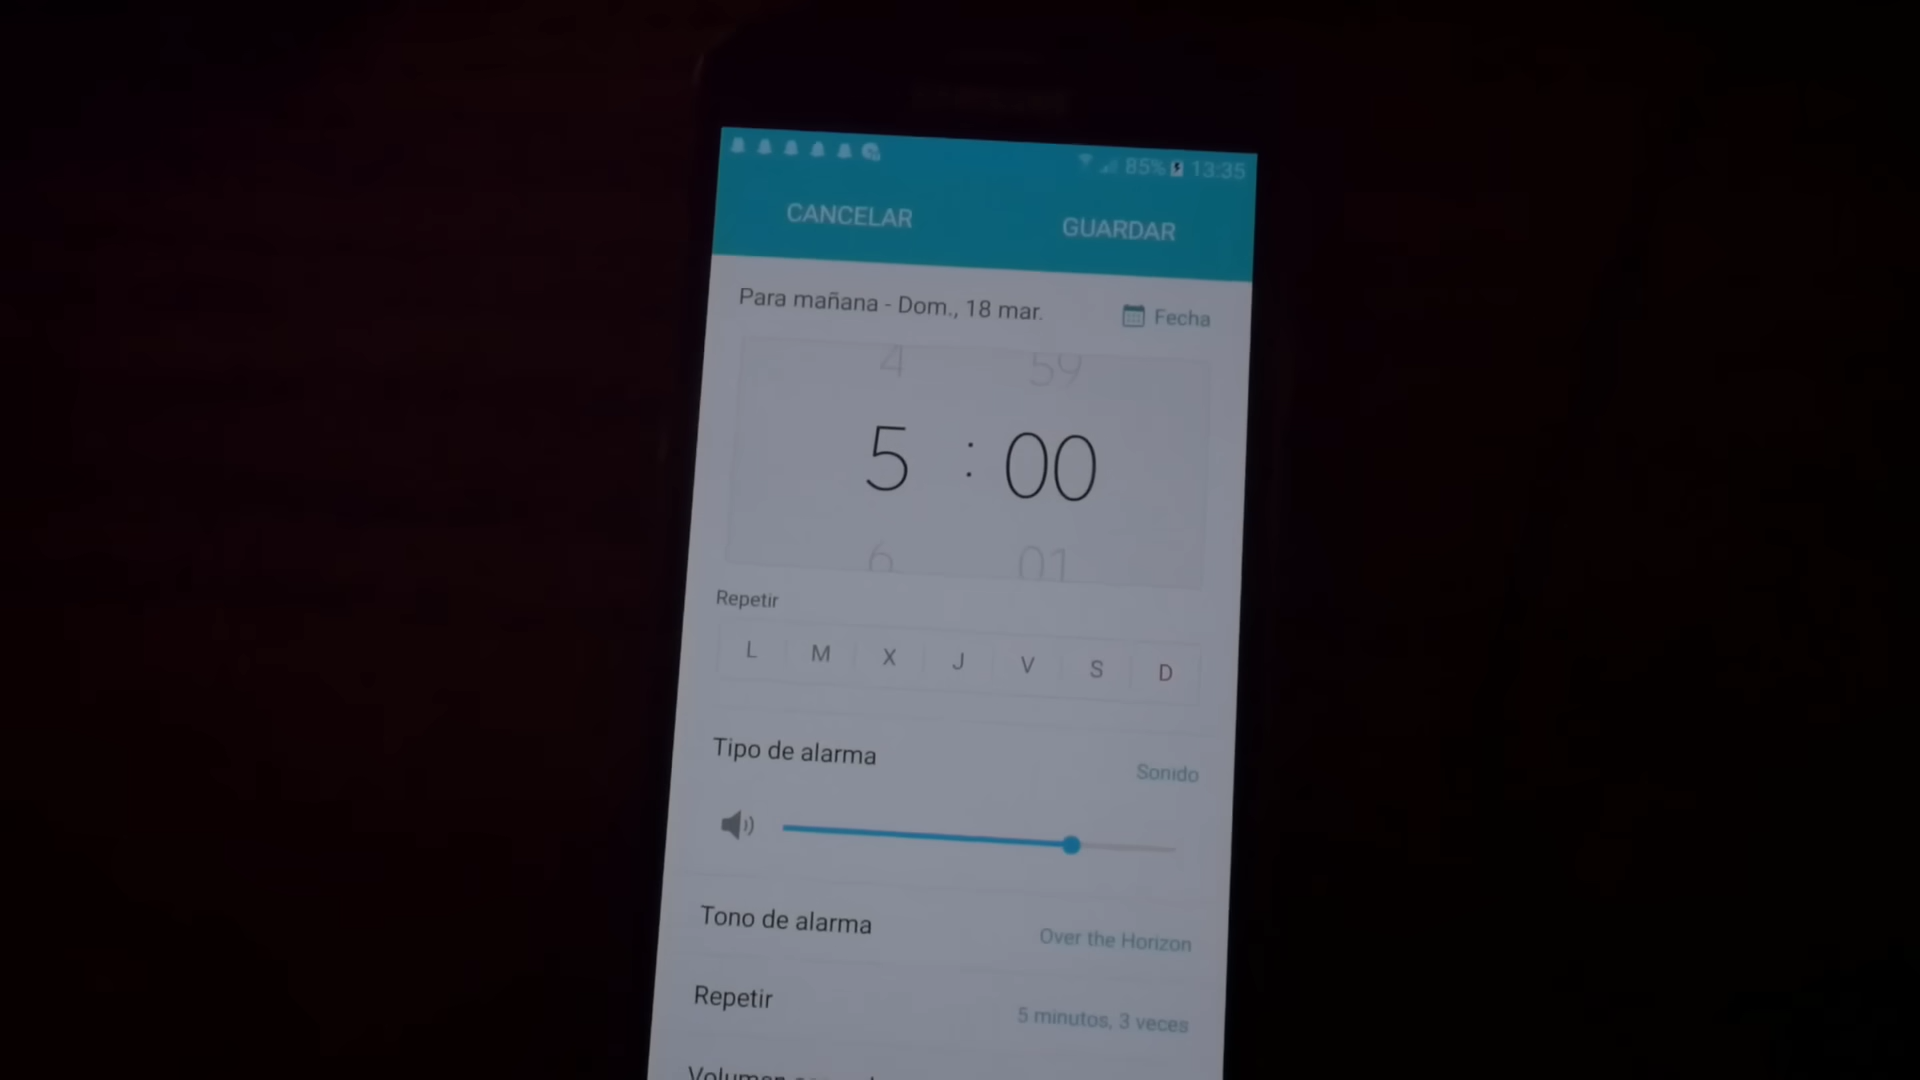 85% 13:35
CANCELAR GUARDAR
Para mañana - Dom., 18 mar. Fecha
4 59
5 : 00
6 01
Repetir
L M X J V S D
Tipo de alarma
Sonido
Tono de alarma
Over the Horizon
Repetir
5 minutos, 3 veces
Volumen